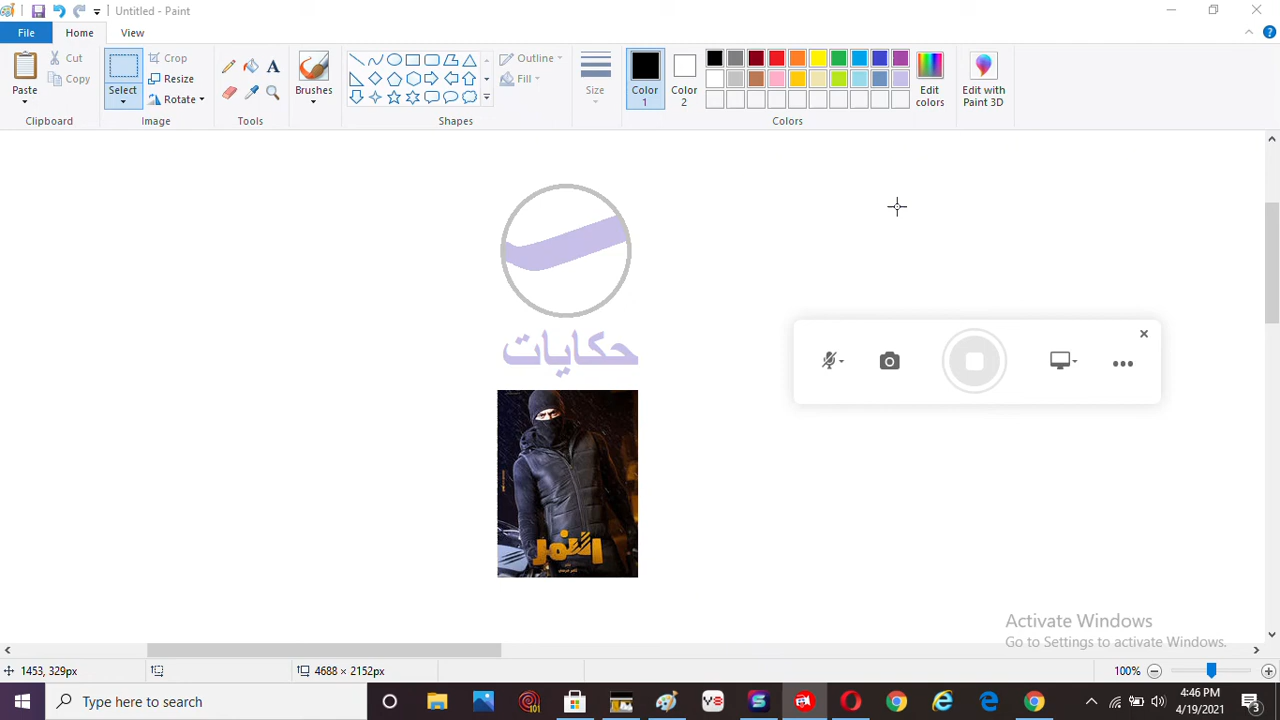 Untitled - Paint
File
Home
View
Paste
Cut
Copy
Clipboard
Select
Crop
Resize
Rotate
Image
Tools
Brushes
Shapes
Outline
Fill
Size
Color 1
Color 2
Colors
Edit colors
Edit with Paint 3D
حكايات
النمر
Activate Windows
Go to Settings to activate Windows.
1453, 329px
4688 × 2152px
100%
Type here to search
4:46 PM
4/19/2021
3